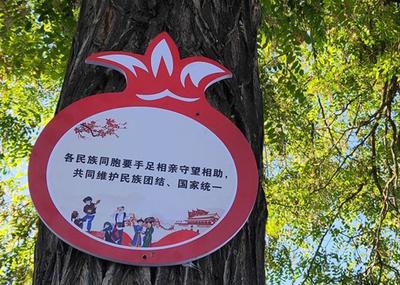 各民族同胞要手足相亲守望相助，
共同维护民族团结、国家统一